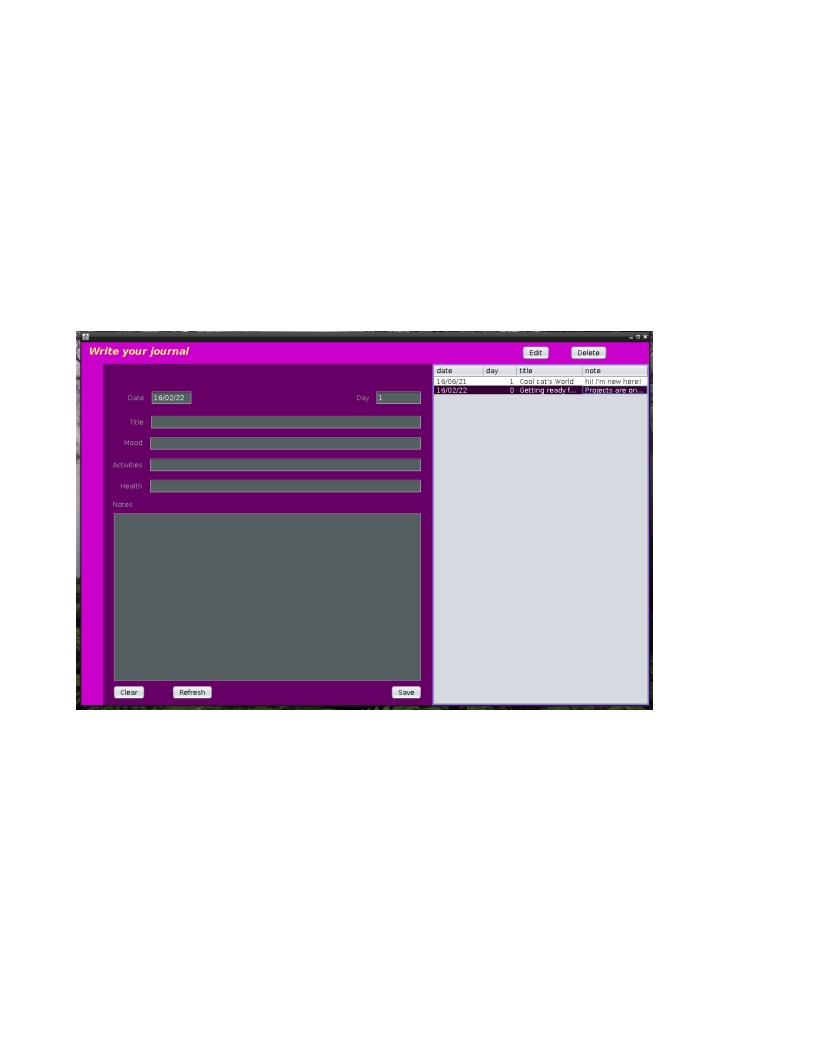 Write your journal
Edit Delete
date day title note
16/06/21 1 Cool cat's World hi! I'm new here!
16/02/22 0 Getting ready f... Projects are on...
Date 16/02/22 Day 1
Title
Mood
Activities
Health
Notes
Clear Refresh Save